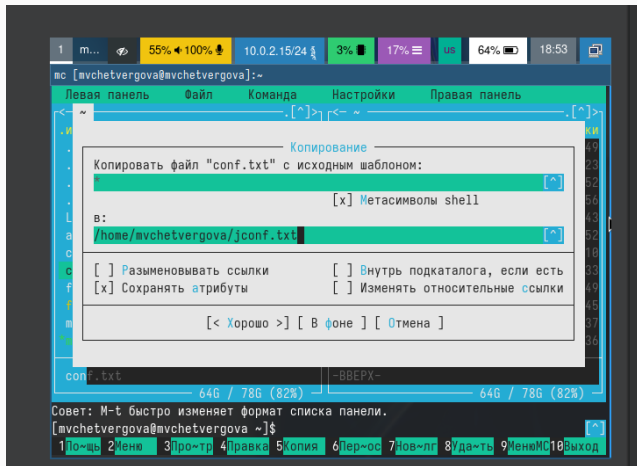 1 m... 55% 100% 10.0.2.15/24 3% 17% us 64% 18:53
mc [mvchetvergova@mvchetvergova]:~
Левая панель Файл Команда Настройки Правая панель
<- ~ .[^]> <- ~ .[^]>
Копирование
Копировать файл "conf.txt" с исходным шаблоном:
* [^]
[x] Метасимволы shell
в:
/home/mvchetvergova/jconf.txt [^]
[ ] Разыменовывать ссылки [ ] Внутрь подкаталога, если есть
[x] Сохранять атрибуты [ ] Изменять относительные ссылки
[< Хорошо >] [ В фоне ] [ Отмена ]
conf.txt -ВВЕРХ-
64G / 78G (82%) 64G / 78G (82%)
Совет: M-t быстро изменяет формат списка панели.
[mvchetvergova@mvchetvergova ~]$ [^]
1По~щь 2Меню 3Про~тр 4Правка 5Копия 6Пер~ос 7Нов~лг 8Уда~ть 9МенюMC10Выход